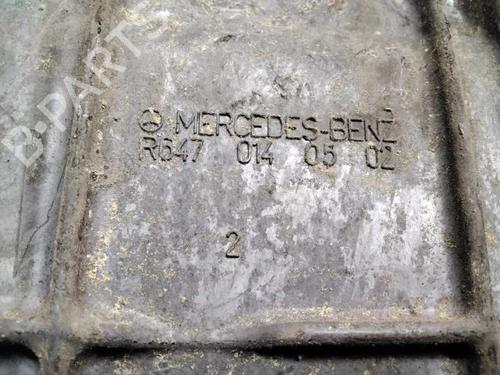 B-PARTS
MERCEDES-BENZ
R647 014 05 02
2